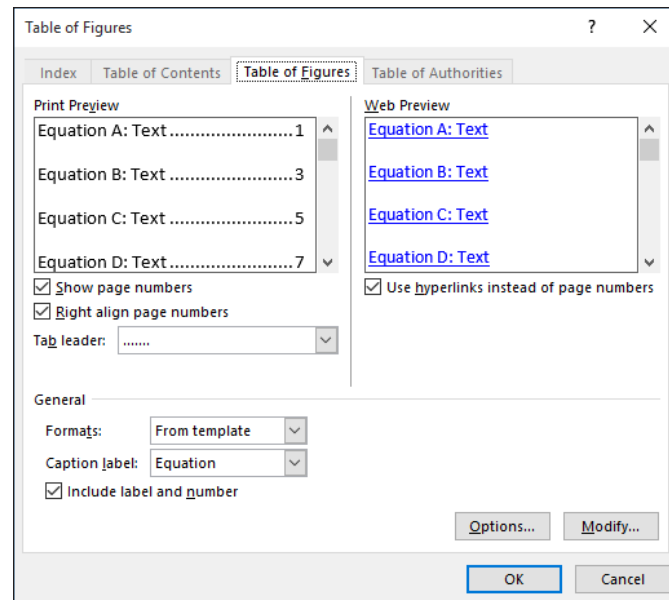 Table of Figures
Index Table of Contents Table of Figures Table of Authorities
Print Preview
Equation A: Text........................1
Equation B: Text........................3
Equation C: Text........................5
Equation D: Text........................7
Show page numbers
Right align page numbers
Tab leader: .......
Web Preview
Equation A: Text
Equation B: Text
Equation C: Text
Equation D: Text
Use hyperlinks instead of page numbers
General
Formats: From template
Caption label: Equation
Include label and number
Options... Modify...
OK Cancel